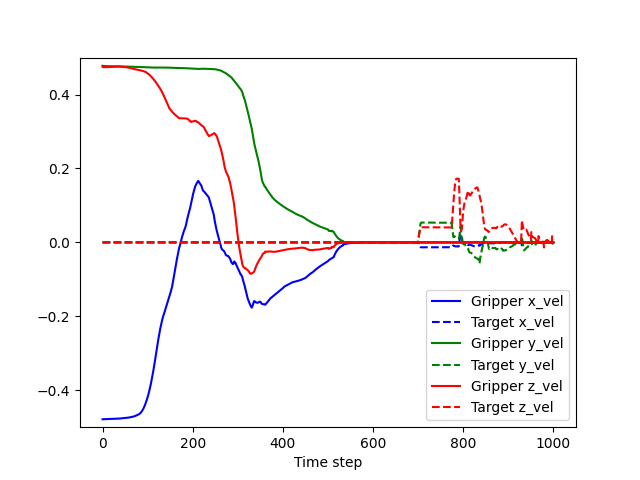 0.4
0.2
0.0
−0.2
−0.4
0 200 400 600 800 1000
Time step
Gripper x_vel
Target x_vel
Gripper y_vel
Target y_vel
Gripper z_vel
Target z_vel